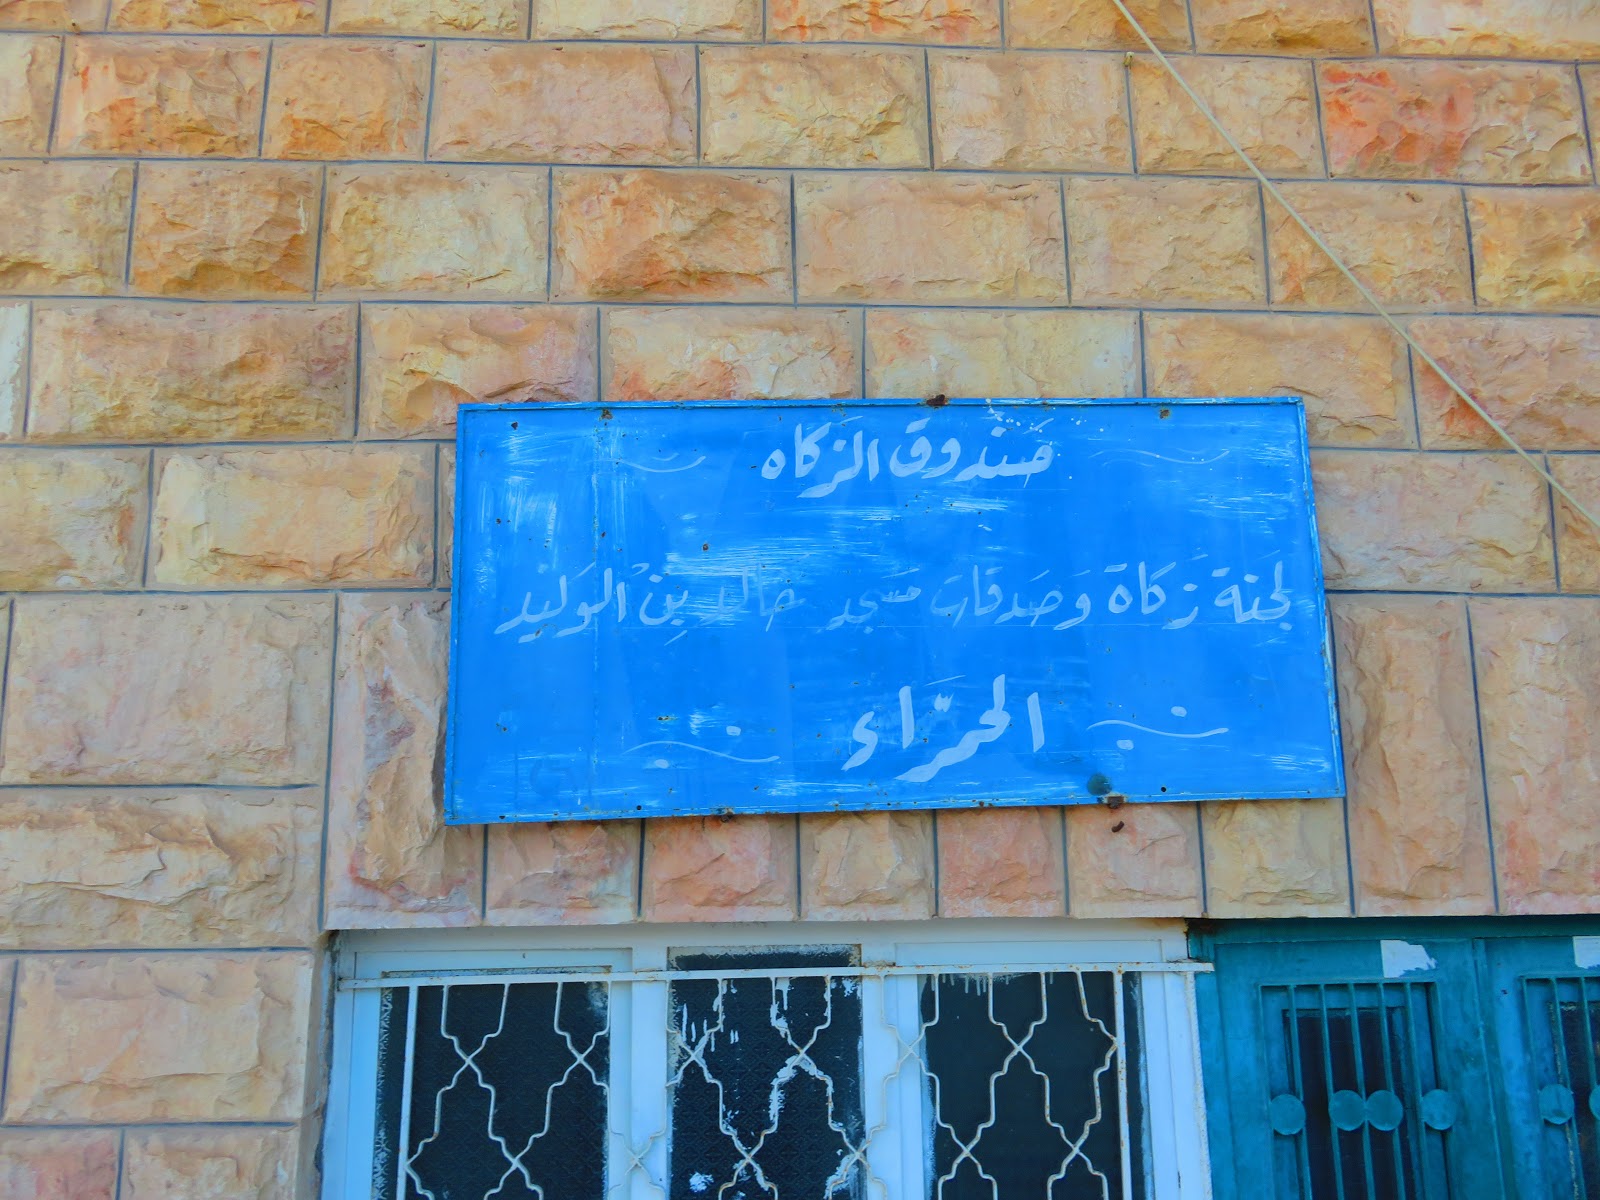 صندوق الزكاه
لجنة زكاة وصدقات مسجد خالد بن الوليد
الحمراء